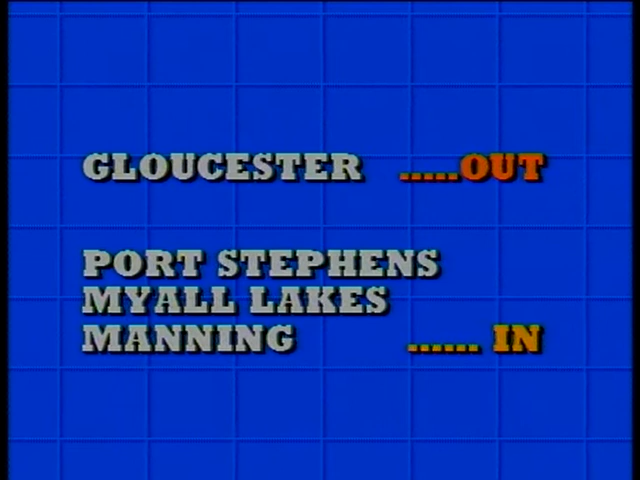 GLOUCESTER .....OUT
PORT STEPHENS
MYALL LAKES
MANNING ...... IN